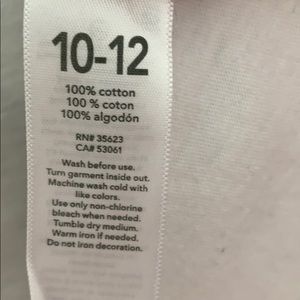 10-12
100% cotton
100 % coton
100% algodón
RN# 35623
CA# 53061
Wash before use.
Turn garment inside out.
Machine wash cold with
like colors.
Use only non-chlorine
bleach when needed.
Tumble dry medium.
Warm iron if needed.
Do not iron decoration.